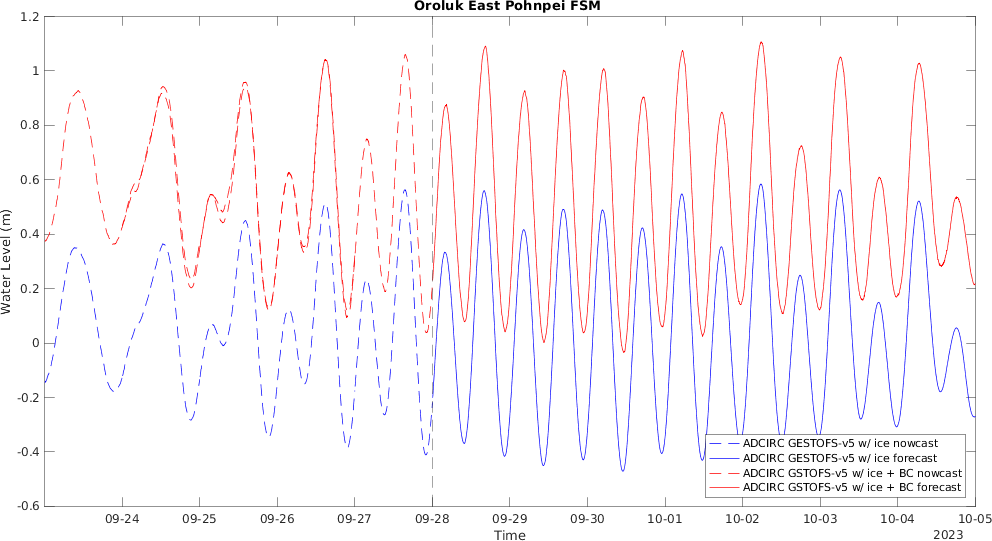 Oroluk East Pohnpei FSM
1.2
1
0.8
0.6
0.4
0.2
0
-0.2
-0.4
-0.6
Water Level (m)
ADCIRC GESTOFS-v5 w/ ice nowcast
ADCIRC GESTOFS-v5 w/ ice forecast
ADCIRC GSTOFS-v5 w/ ice + BC nowcast
ADCIRC GSTOFS-v5 w/ ice + BC forecast
09-24 09-25 09-26 09-27 09-28 09-29 09-30 10-01 10-02 10-03 10-04 10-05
Time
2023